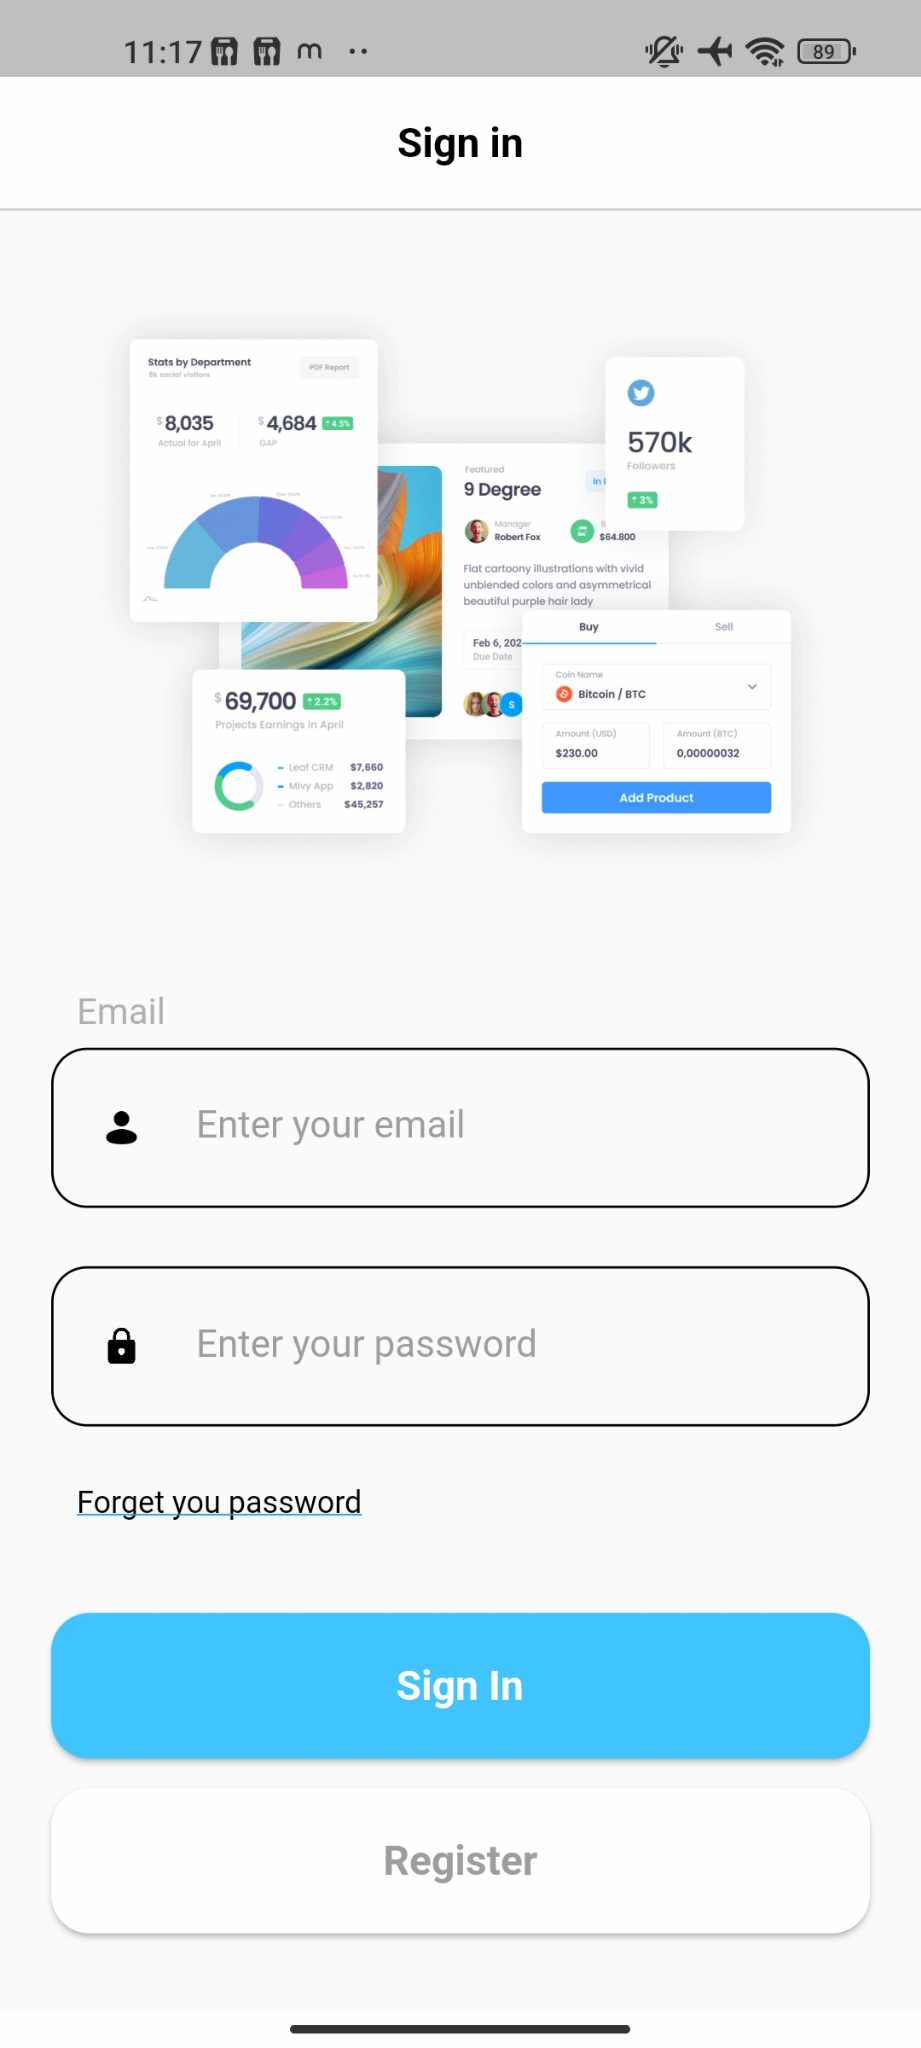 11:17
89
Sign in
Stats by Department
8k social visitors
PDF Report
$8,035
Actual for April
$4,684
↑4.5%
GAP
570k
Followers
↑3%
Featured
9 Degree
In
Manager
Robert Fox
$64.800
Flat cartoony illustrations with vivid
unblended colors and asymmetrical
beautiful purple hair lady
Feb 6, 202
Due Date
S
$69,700
↑2.2%
Projects Earnings in April
Leaf CRM $7,660
Mivy App $2,820
Others $45,257
Buy
Sell
Coin Name
Bitcoin / BTC
Amount (USD)
$230.00
Amount (BTC)
0,00000032
Add Product
Email
Enter your email
Enter your password
Forget you password
Sign In
Register